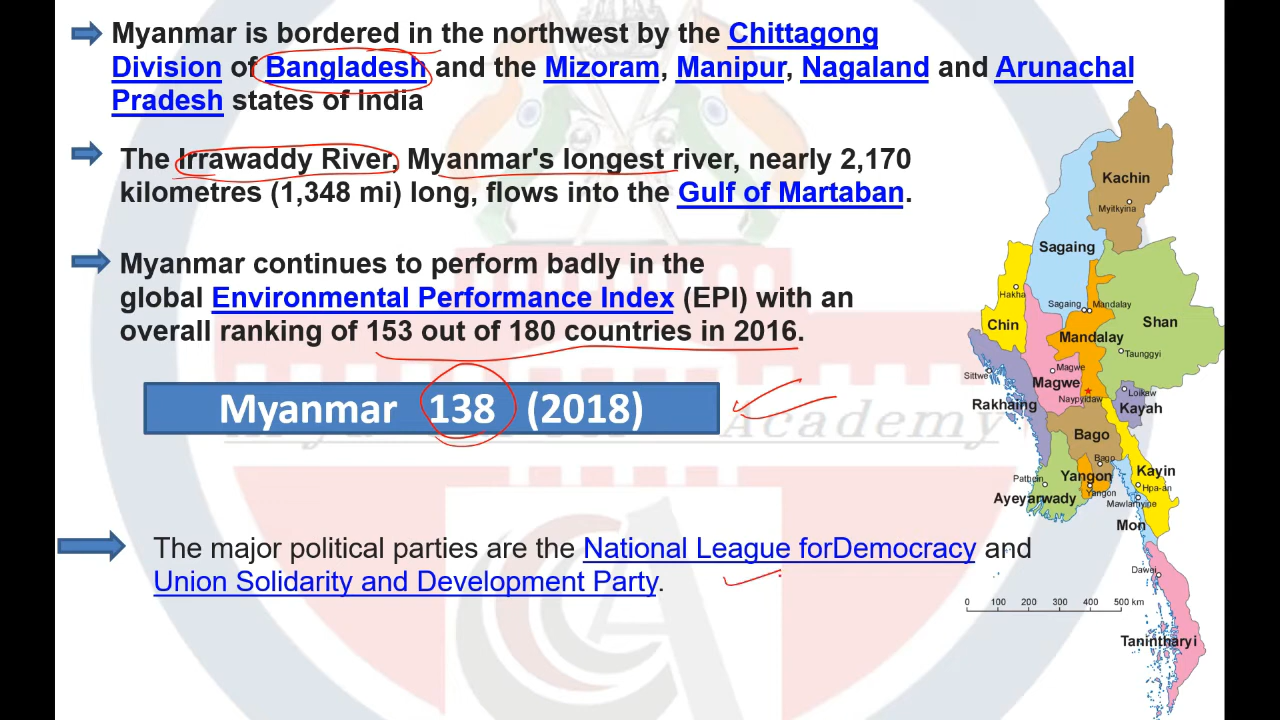 Myanmar is bordered in the northwest by the Chittagong
Division of Bangladesh and the Mizoram, Manipur, Nagaland and Arunachal
Pradesh states of India
The Irrawaddy River, Myanmar's longest river, nearly 2,170
kilometres (1,348 mi) long, flows into the Gulf of Martaban.
Myanmar continues to perform badly in the
global Environmental Performance Index (EPI) with an
overall ranking of 153 out of 180 countries in 2016.
Myanmar 138 (2018)
Academy
The major political parties are the National League forDemocracy and
Union Solidarity and Development Party.
Kachin
Myitkyina
Sagaing
Hakha
Sagaing
Mandalay
Chin
Mandalay
Shan
Taunggyi
Sittwe
Magwe
Magwe
Naypyidaw
Loikaw
Rakhaing
Kayah
Bago
Bago
Pathein
Yangon
Yangon
Kayin
Hpa-an
Ayeyarwady
Mawlamyine
Mon
Dawei
0 100 200 300 400 500 km
Tanintharyi